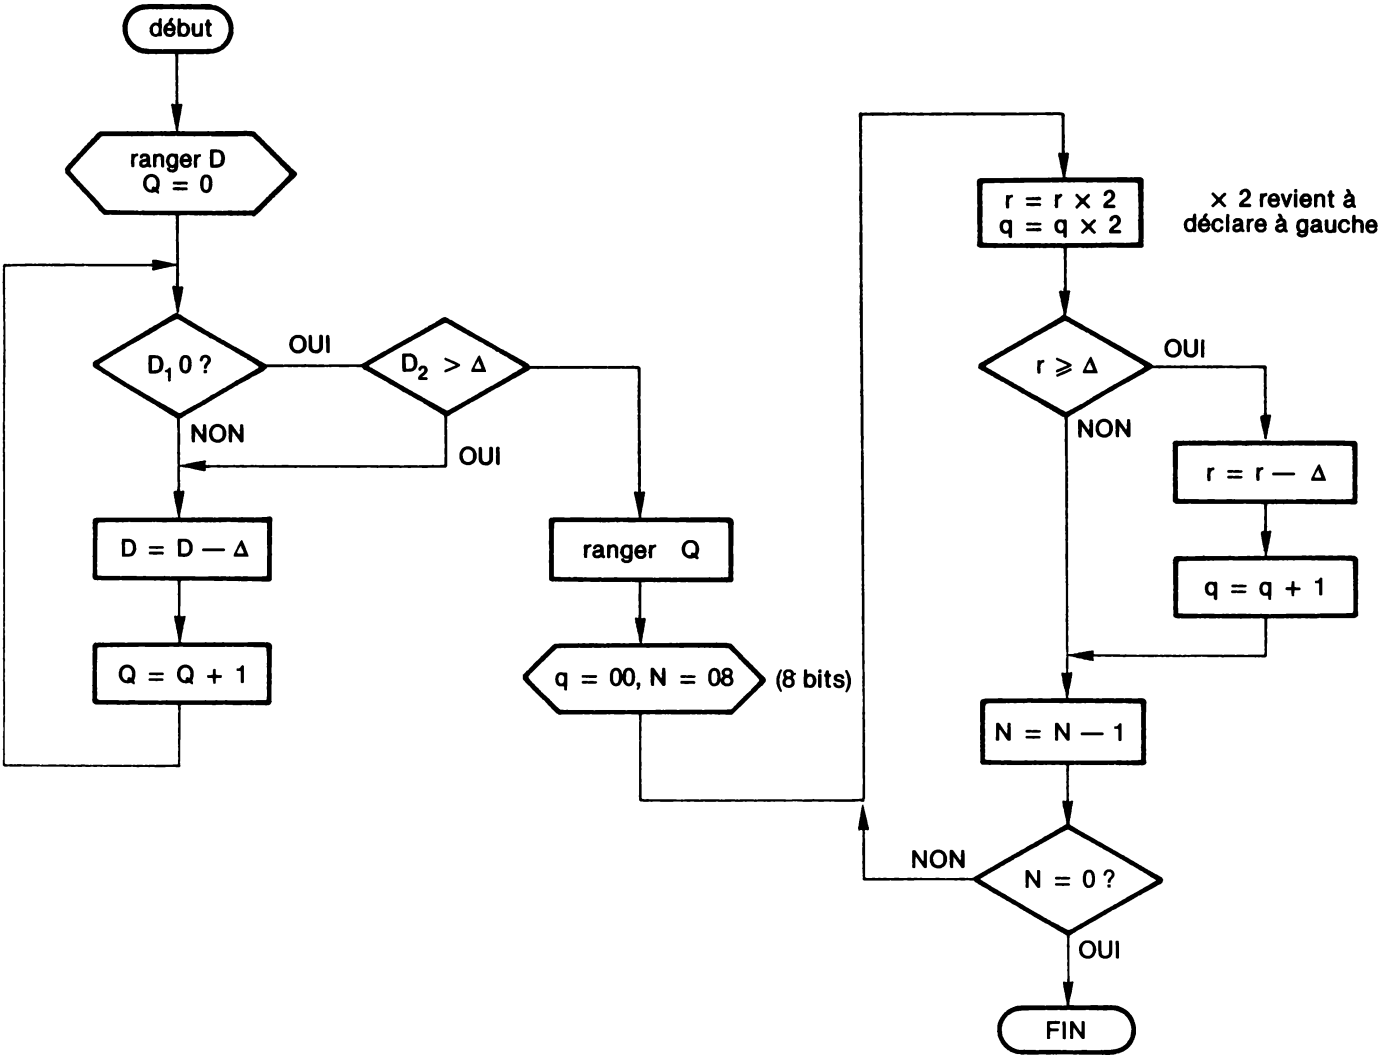 début
ranger D
Q = 0
D₁ 0 ?
OUI
D₂ > Δ
NON
OUI
D = D — Δ
Q = Q + 1
ranger Q
q = 00, N = 08
(8 bits)
r = r × 2
q = q × 2
× 2 revient à
déclare à gauche
r ⩾ Δ
OUI
NON
r = r — Δ
q = q + 1
N = N — 1
NON
N = 0 ?
OUI
FIN